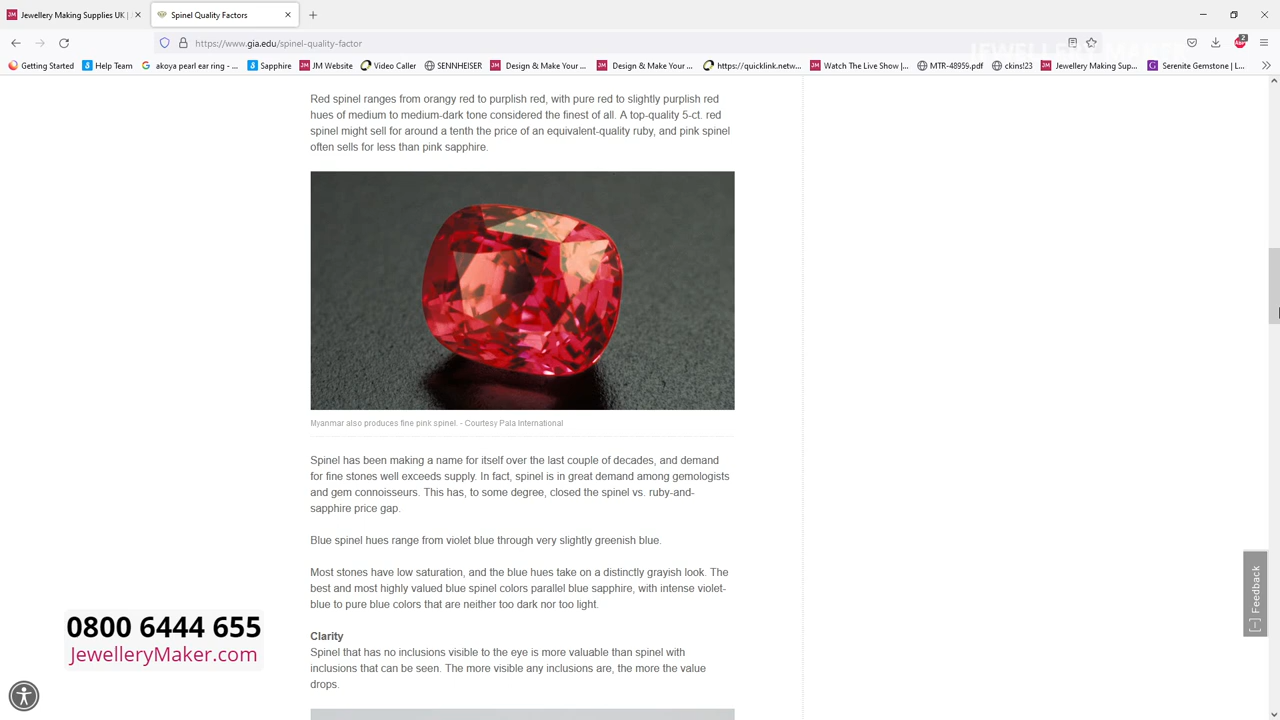 Jewellery Making Supplies UK |
Spinel Quality Factors
https://www.gia.edu/spinel-quality-factor
JEWELLERY MAKER
2
Getting Started
Help Team
akoya pearl ear ring - ...
Sapphire
JM Website
Video Caller
SENNHEISER
Design & Make Your ...
Design & Make Your ...
https://quicklink.netw...
Watch The Live Show |...
MTR-48959.pdf
ckins!23
Jewellery Making Sup...
Serenite Gemstone | L...
Red spinel ranges from orangy red to purplish red, with pure red to slightly purplish red
hues of medium to medium-dark tone considered the finest of all. A top-quality 5-ct. red
spinel might sell for around a tenth the price of an equivalent-quality ruby, and pink spinel
often sells for less than pink sapphire.
Myanmar also produces fine pink spinel. - Courtesy Pala International
Spinel has been making a name for itself over the last couple of decades, and demand
for fine stones well exceeds supply. In fact, spinel is in great demand among gemologists
and gem connoisseurs. This has, to some degree, closed the spinel vs. ruby-and-
sapphire price gap.
Blue spinel hues range from violet blue through very slightly greenish blue.
Most stones have low saturation, and the blue hues take on a distinctly grayish look. The
best and most highly valued blue spinel colors parallel blue sapphire, with intense violet-
blue to pure blue colors that are neither too dark nor too light.
Clarity
Spinel that has no inclusions visible to the eye is more valuable than spinel with
inclusions that can be seen. The more visible any inclusions are, the more the value
drops.
[-] Feedback
0800 6444 655
JewelleryMaker.com